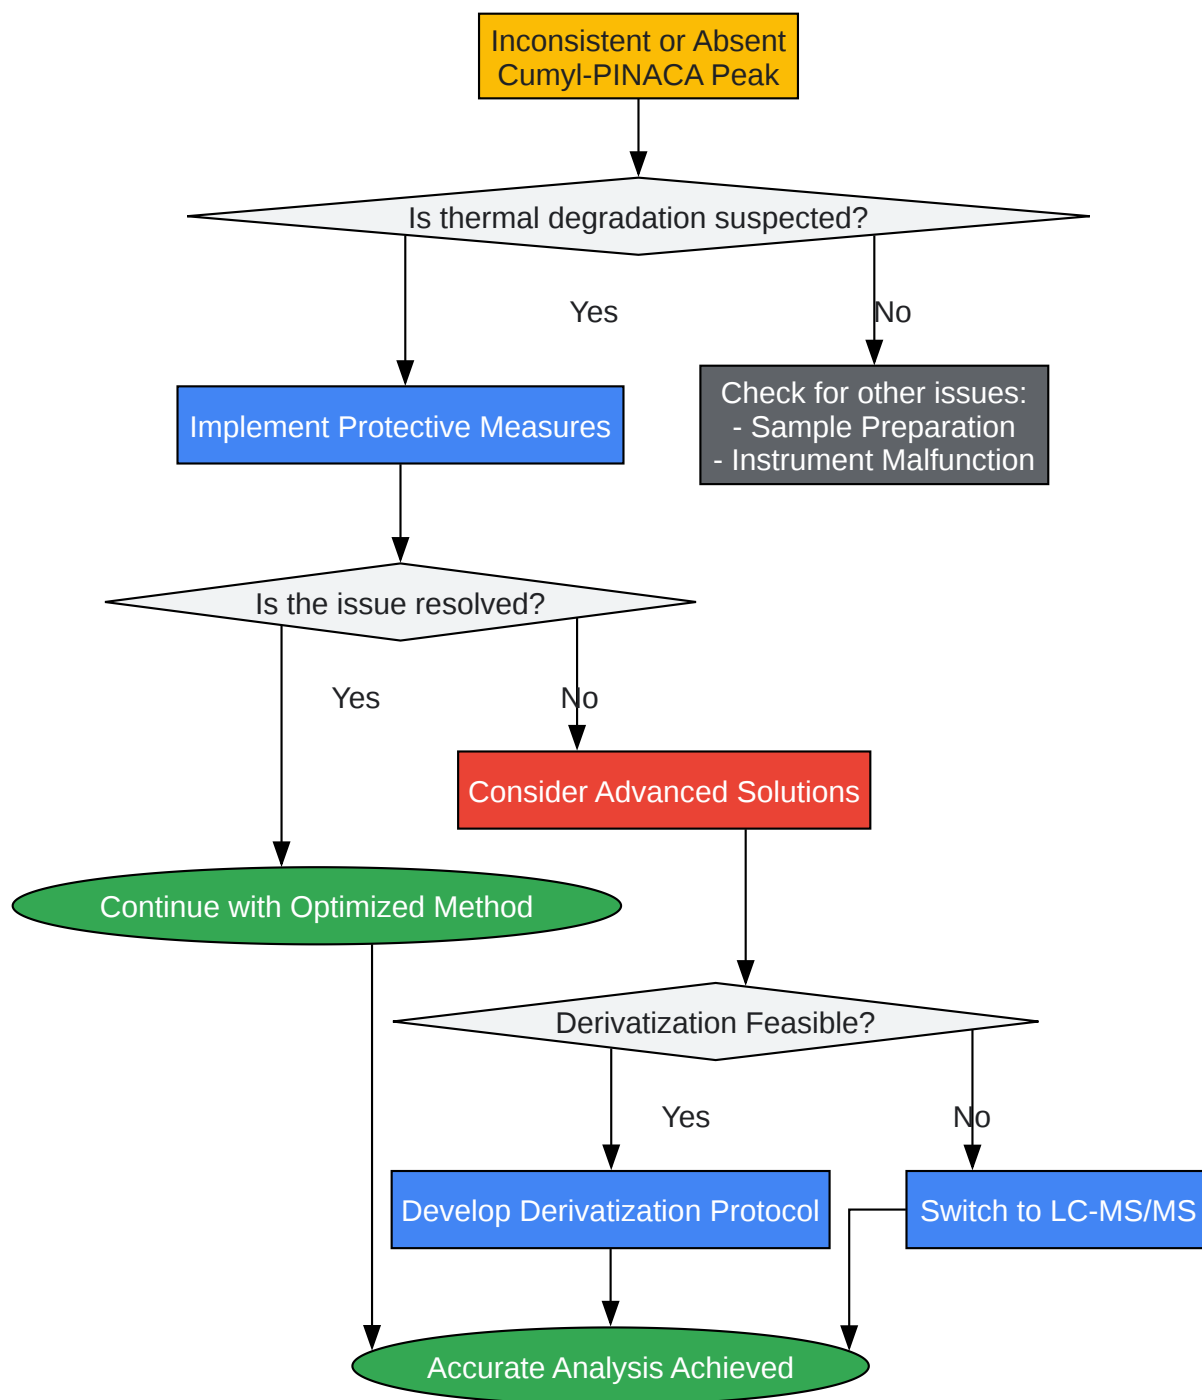 Inconsistent or Absent
Cumyl-PINACA Peak
Is thermal degradation suspected?
Yes
No
Implement Protective Measures
Check for other issues:
- Sample Preparation
- Instrument Malfunction
Is the issue resolved?
Yes
No
Consider Advanced Solutions
Continue with Optimized Method
Derivatization Feasible?
Yes
No
Develop Derivatization Protocol
Switch to LC-MS/MS
Accurate Analysis Achieved